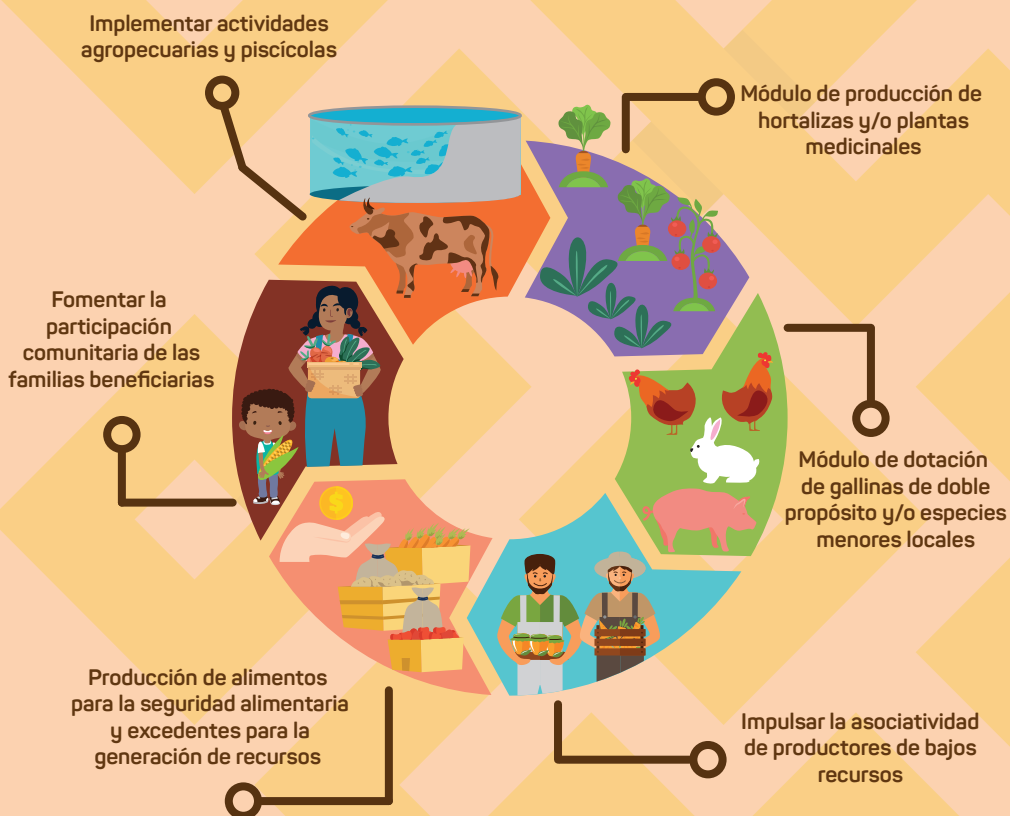 Implementar actividades
agropecuarias y piscícolas
Módulo de producción de
hortalizas y/o plantas
medicinales
Fomentar la
participación
comunitaria de las
familias beneficiarias
Módulo de dotación
de gallinas de doble
propósito y/o especies
menores locales
Producción de alimentos
para la seguridad alimentaria
y excedentes para la
generación de recursos
Impulsar la asociatividad
de productores de bajos
recursos
$